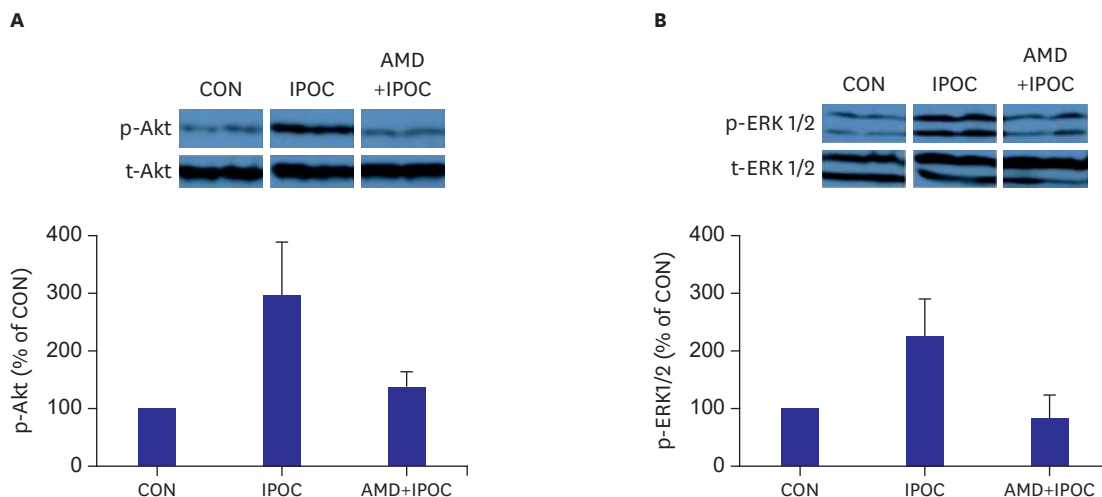 A
CON
IPOC
AMD
+IPOC
p-Akt
t-Akt
p-Akt (% of CON)
400
300
200
100
0
CON
IPOC
AMD+IPOC
B
CON
IPOC
AMD
+IPOC
p-ERK 1/2
t-ERK 1/2
p-ERK1/2 (% of CON)
400
300
200
100
0
CON
IPOC
AMD+IPOC